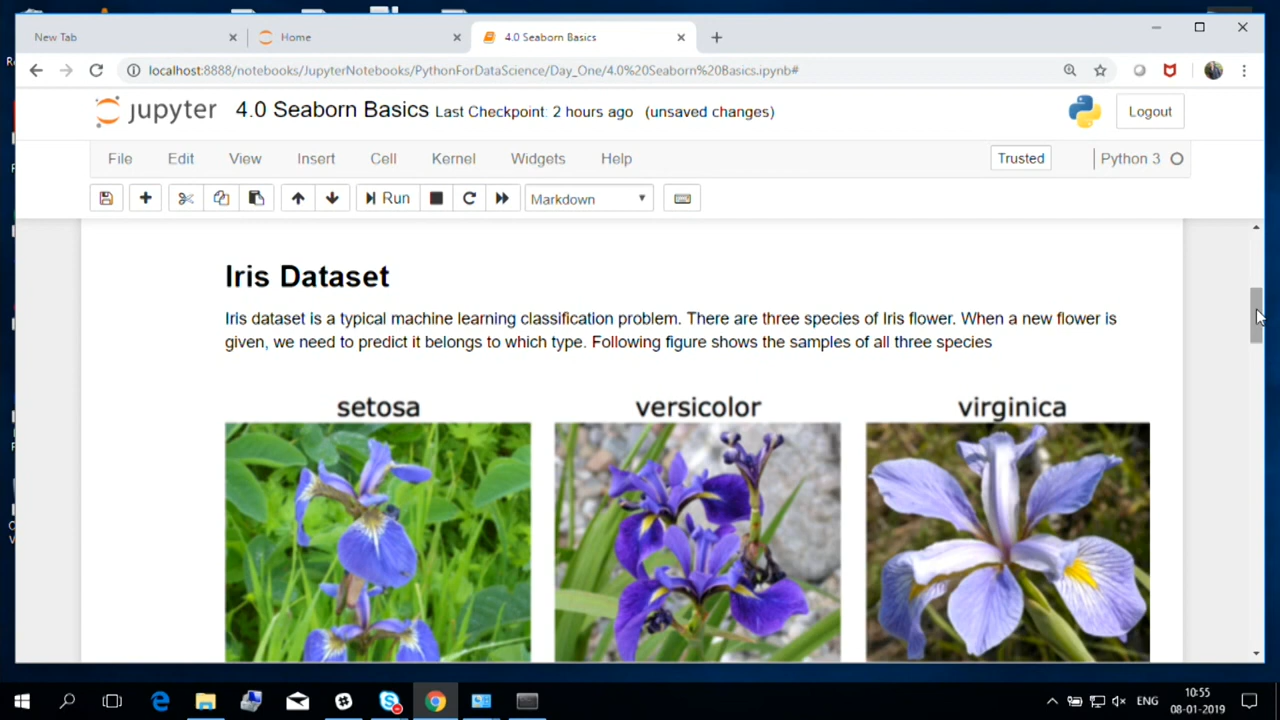 New Tab
Home
4.0 Seaborn Basics
localhost:8888/notebooks/JupyterNotebooks/PythonForDataScience/Day_One/4.0%20Seaborn%20Basics.ipynb#
jupyter 4.0 Seaborn Basics Last Checkpoint: 2 hours ago (unsaved changes)
Logout
File Edit View Insert Cell Kernel Widgets Help
Trusted
Python 3
Run
Markdown
Iris Dataset
Iris dataset is a typical machine learning classification problem. There are three species of Iris flower. When a new flower is
given, we need to predict it belongs to which type. Following figure shows the samples of all three species
setosa versicolor virginica
ENG
10:55
08-01-2019